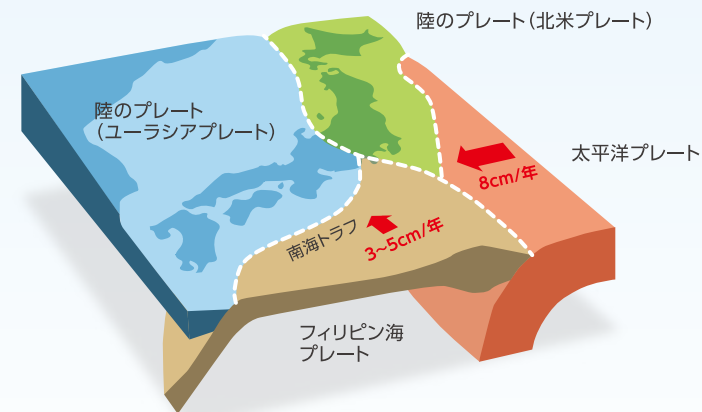 陸のプレート（北米プレート）
陸のプレート
（ユーラシアプレート）
太平洋プレート
8cm/年
南海トラフ
3~5cm/年
フィリピン海
プレート